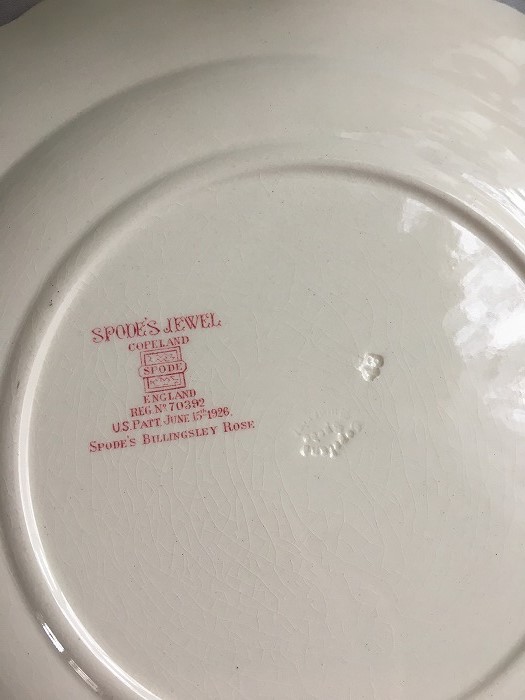 SPODE'S JEWEL
COPELAND
SPODE
ENGLAND
REG. Nº 70392
U.S. PATT. JUNE 15th 1926.
SPODE'S BILLINGSLEY ROSE